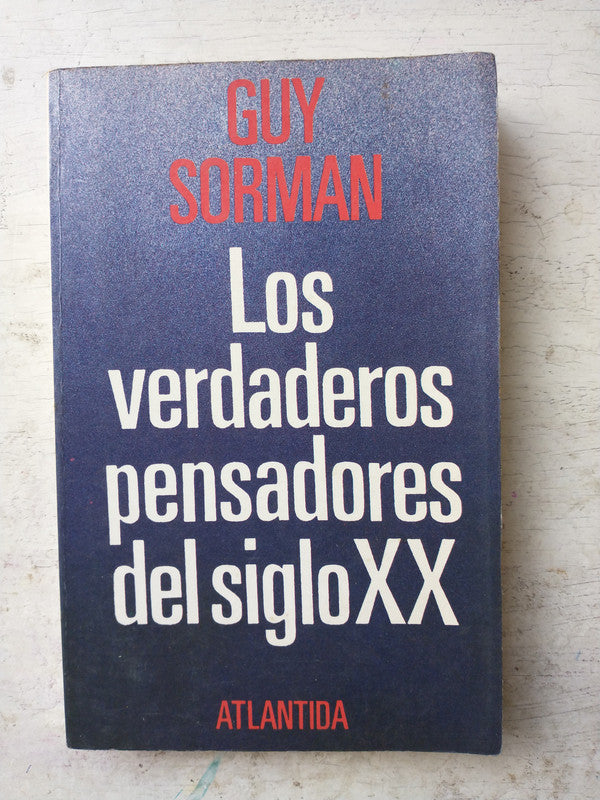 GUY
SORMAN
Los
verdaderos
pensadores
del siglo XX
ATLANTIDA